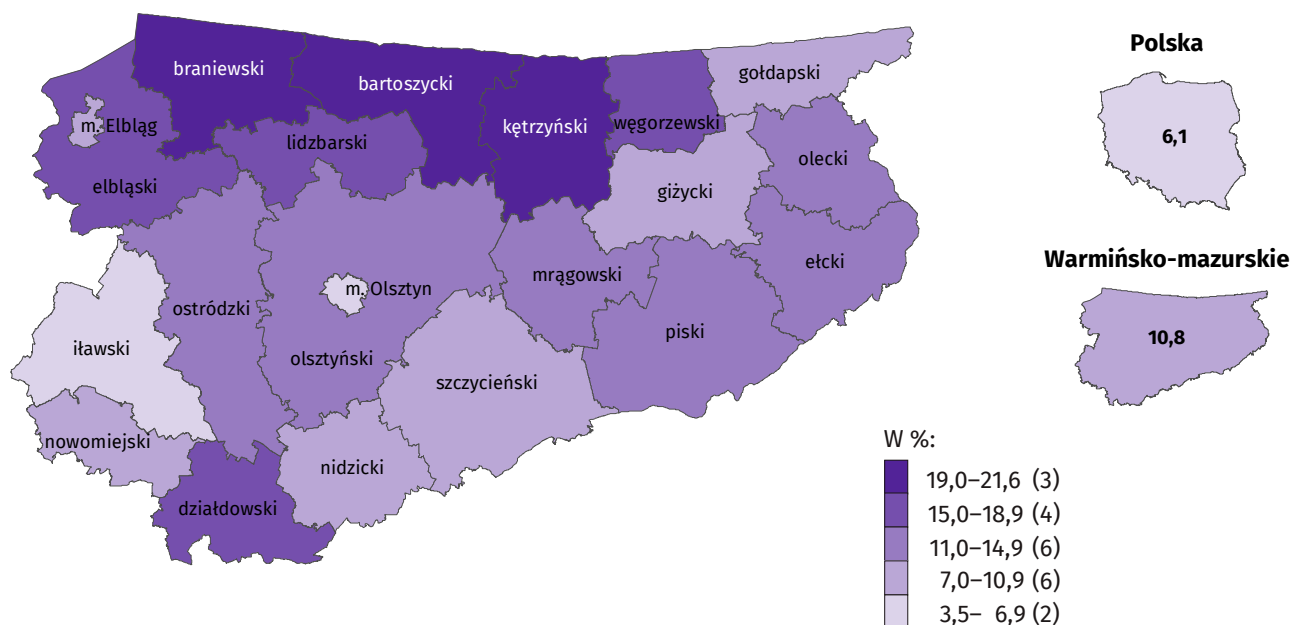 braniewski
bartoszycki
gołdapski
m. Elbląg
kętrzyński
węgorzewski
lidzbarski
olecki
elbląski
giżycki
ełcki
mrągowski
m. Olsztyn
ostródzki
piski
iławski
olsztyński
szczycieński
nowomiejski
nidzicki
działdowski
Polska
6,1
Warmińsko-mazurskie
10,8
W %:
19,0–21,6 (3)
15,0–18,9 (4)
11,0–14,9 (6)
7,0–10,9 (6)
3,5– 6,9 (2)